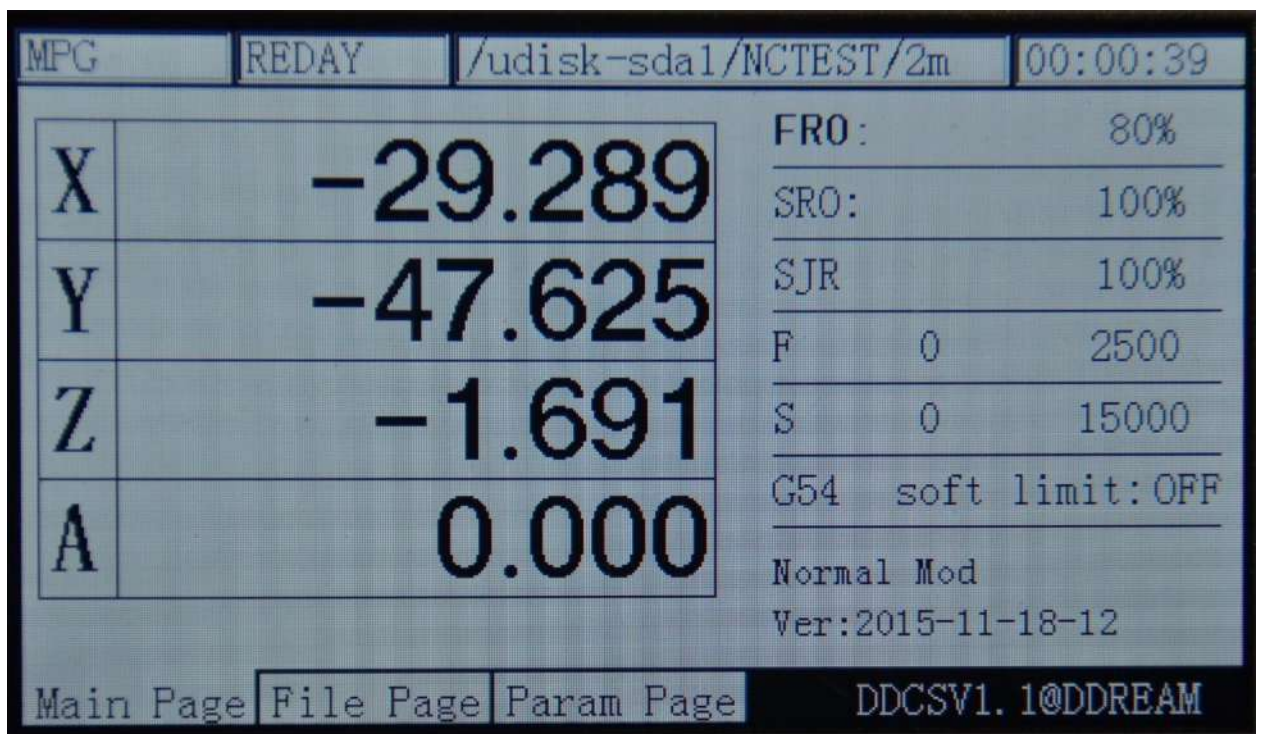 MPG REDAY /udisk-sda1/NCTEST/2m 00:00:39
X -29.289
Y -47.625
Z -1.691
A 0.000
FRO: 80%
SRO: 100%
SJR 100%
F 0 2500
S 0 15000
G54 soft limit:OFF
Normal Mod
Ver:2015-11-18-12
Main Page File Page Param Page DDCSV1.1@DDREAM